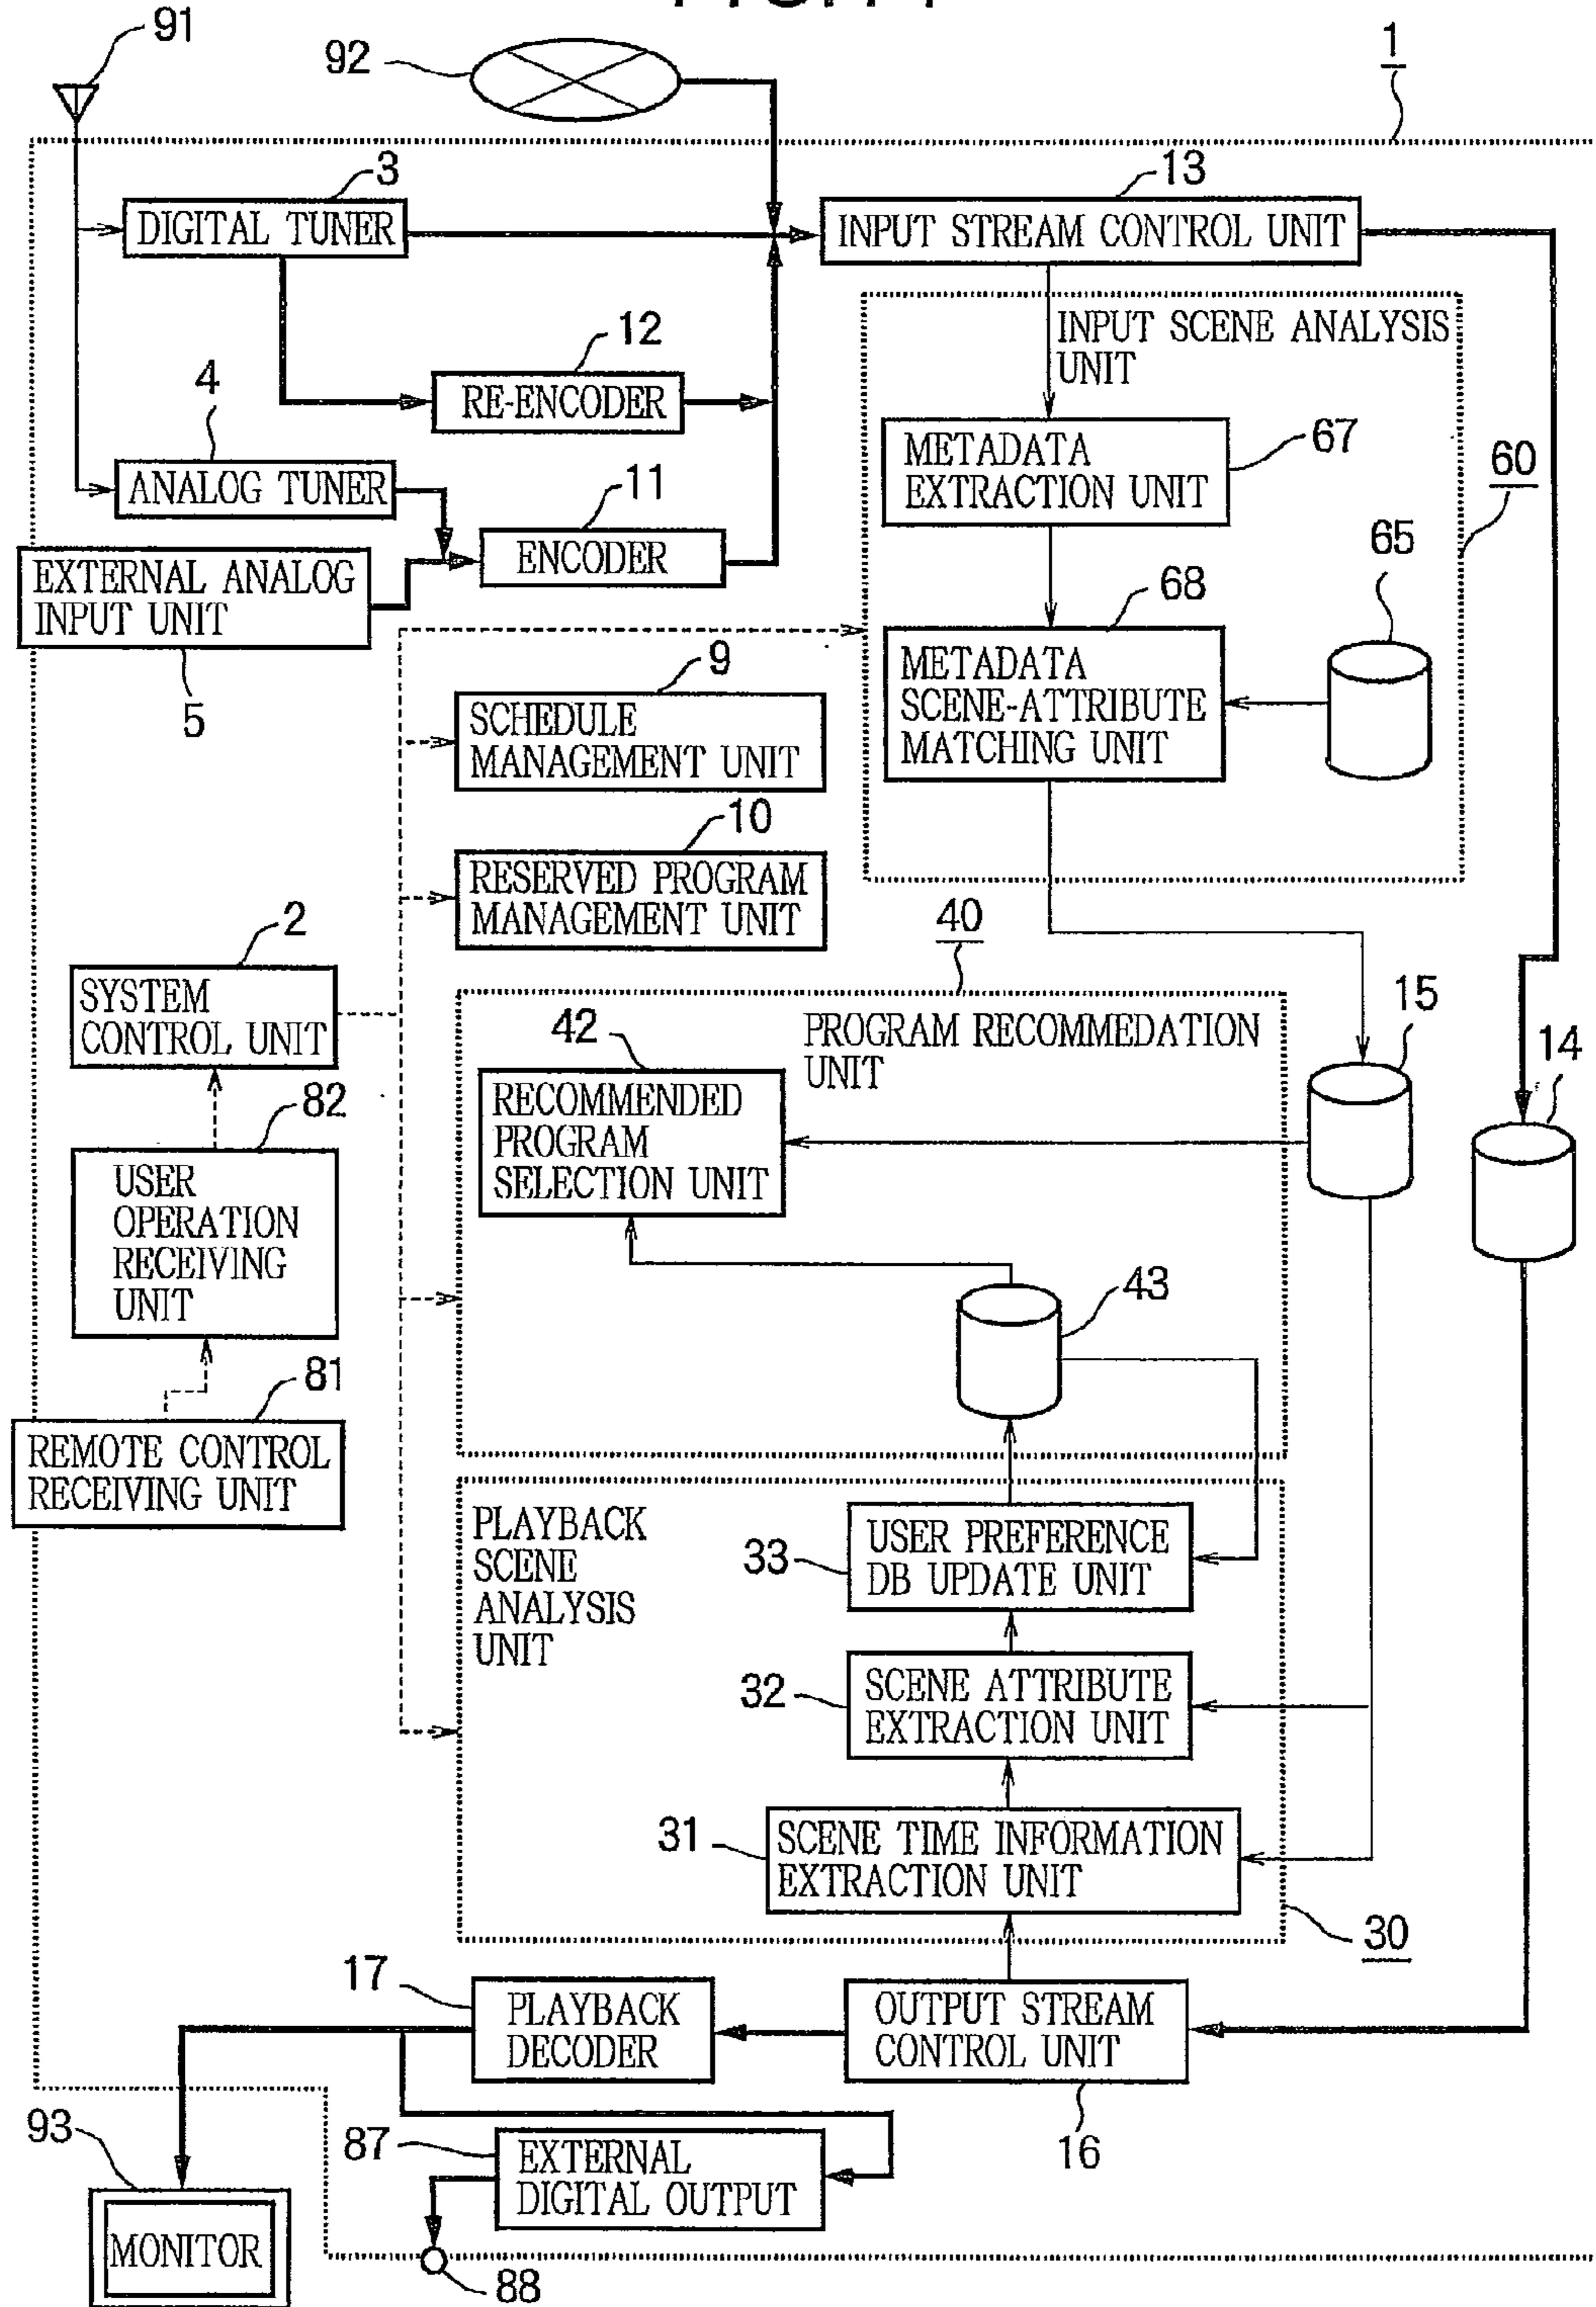 91
92
1
3
DIGITAL TUNER
13
INPUT STREAM CONTROL UNIT
INPUT SCENE ANALYSIS
UNIT
12
RE-ENCODER
4
ANALOG TUNER
METADATA
EXTRACTION UNIT
67
60
11
ENCODER
65
EXTERNAL ANALOG
INPUT UNIT
5
68
METADATA
SCENE-ATTRIBUTE
MATCHING UNIT
9
SCHEDULE
MANAGEMENT UNIT
10
RESERVED PROGRAM
MANAGEMENT UNIT
40
2
SYSTEM
CONTROL UNIT
15
14
42
PROGRAM RECOMMEDATION
UNIT
RECOMMENDED
PROGRAM
SELECTION UNIT
82
USER
OPERATION
RECEIVING
UNIT
43
81
REMOTE CONTROL
RECEIVING UNIT
PLAYBACK
SCENE
ANALYSIS
UNIT
33
USER PREFERENCE
DB UPDATE UNIT
32
SCENE ATTRIBUTE
EXTRACTION UNIT
31
SCENE TIME INFORMATION
EXTRACTION UNIT
30
17
PLAYBACK
DECODER
OUTPUT STREAM
CONTROL UNIT
16
93
MONITOR
87
EXTERNAL
DIGITAL OUTPUT
88